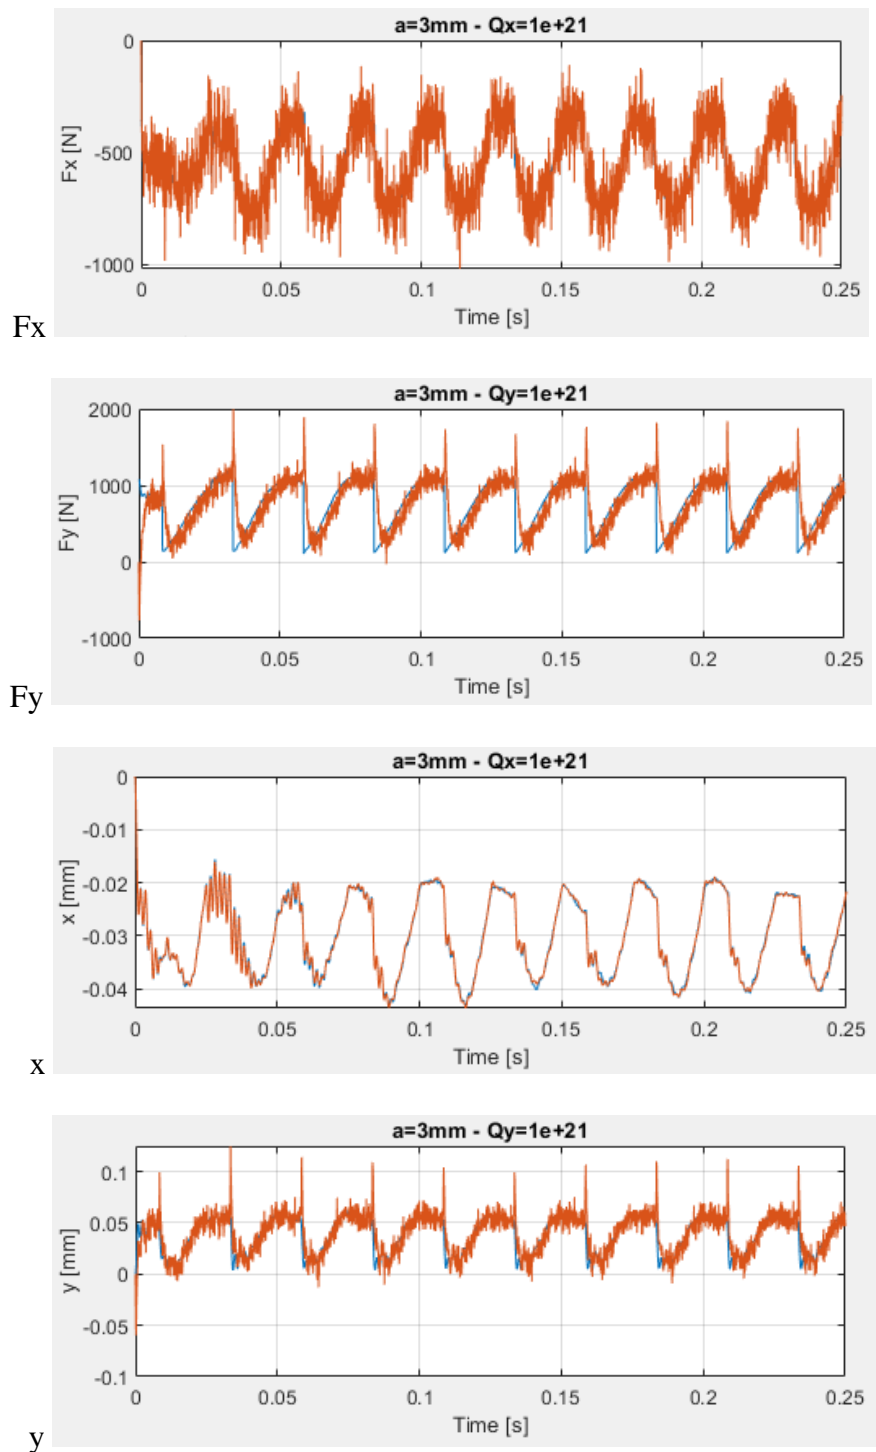 a=3mm - Qx=1e+21
0
-500
-1000
Fx [N]
0 0.05 0.1 0.15 0.2 0.25
Time [s]
Fx
a=3mm - Qy=1e+21
2000
1000
0
-1000
Fy [N]
0 0.05 0.1 0.15 0.2 0.25
Time [s]
Fy
a=3mm - Qx=1e+21
0
-0.01
-0.02
-0.03
-0.04
x [mm]
0 0.05 0.1 0.15 0.2 0.25
Time [s]
x
a=3mm - Qy=1e+21
0.1
0.05
0
-0.05
-0.1
y [mm]
0 0.05 0.1 0.15 0.2 0.25
Time [s]
y